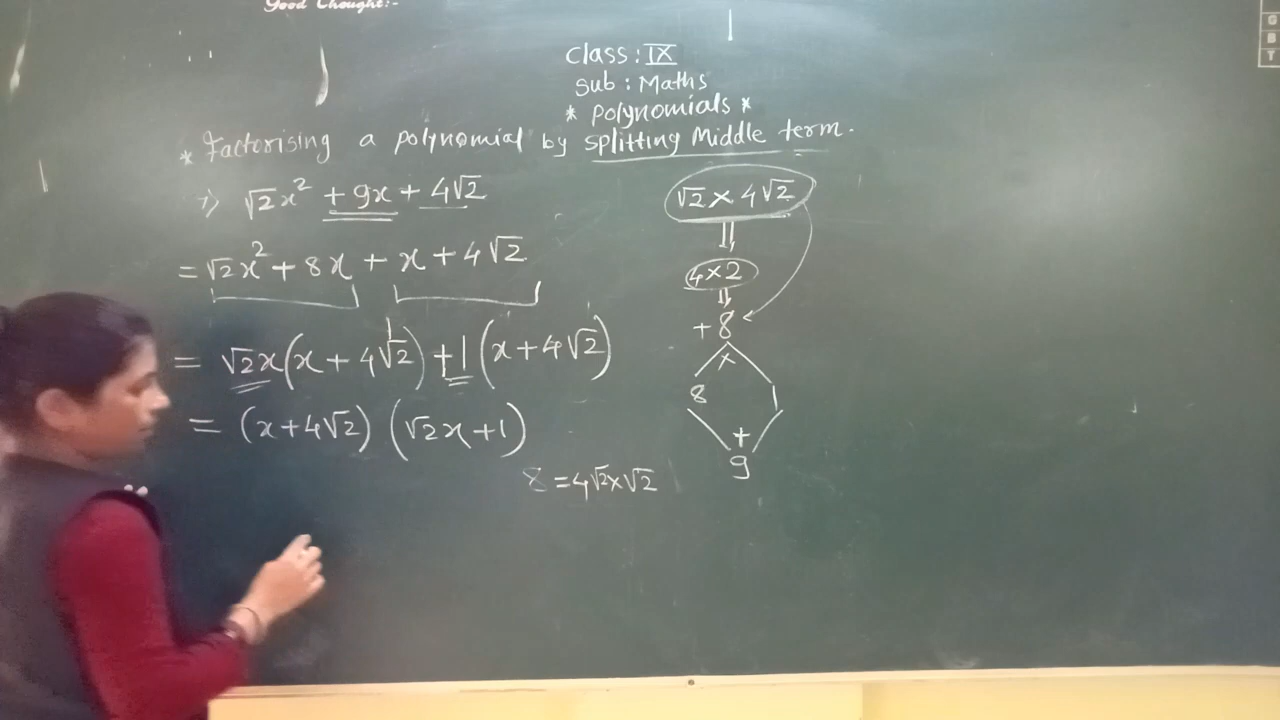 Good Thought:-
G
B
T
Class : IX
Sub : Maths
* Polynomials *
* Factorising a polynomial by splitting Middle term.
i) √2x² + 9x + 4√2
= √2x² + 8x + x + 4√2
= √2x(x + 4√2) + 1(x + 4√2)
= (x + 4√2) (√2x + 1)
8 = 4√2 × √2
√2 × 4√2
⇓
4 × 2
⇓
+ 8
×
8 1
+
9